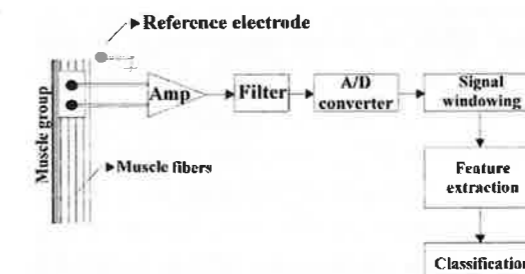 Reference electrode
Muscle group
Amp
Filter
A/D
converter
Signal
windowing
Muscle fibers
Feature
extraction
Classification